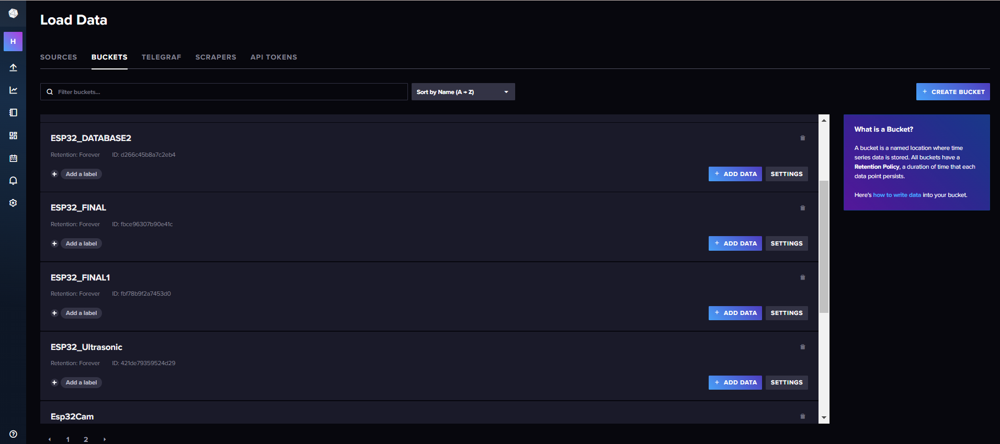 Load Data
H
SOURCES BUCKETS TELEGRAF SCRAPERS API TOKENS
Filter buckets...
Sort by Name (A → Z)
+ CREATE BUCKET
ESP32_DATABASE2
Retention: Forever ID: d266c45b8a7c2eb4
+ Add a label
+ ADD DATA SETTINGS
ESP32_FINAL
Retention: Forever ID: fbce96307b90e41c
+ Add a label
+ ADD DATA SETTINGS
ESP32_FINAL1
Retention: Forever ID: fbf78b9f2a7453d0
+ Add a label
+ ADD DATA SETTINGS
ESP32_Ultrasonic
Retention: Forever ID: 421de79359524d29
+ Add a label
+ ADD DATA SETTINGS
Esp32Cam
1 2
What is a Bucket?
A bucket is a named location where time
series data is stored. All buckets have a
Retention Policy, a duration of time that each
data point persists.
Here's how to write data into your bucket.